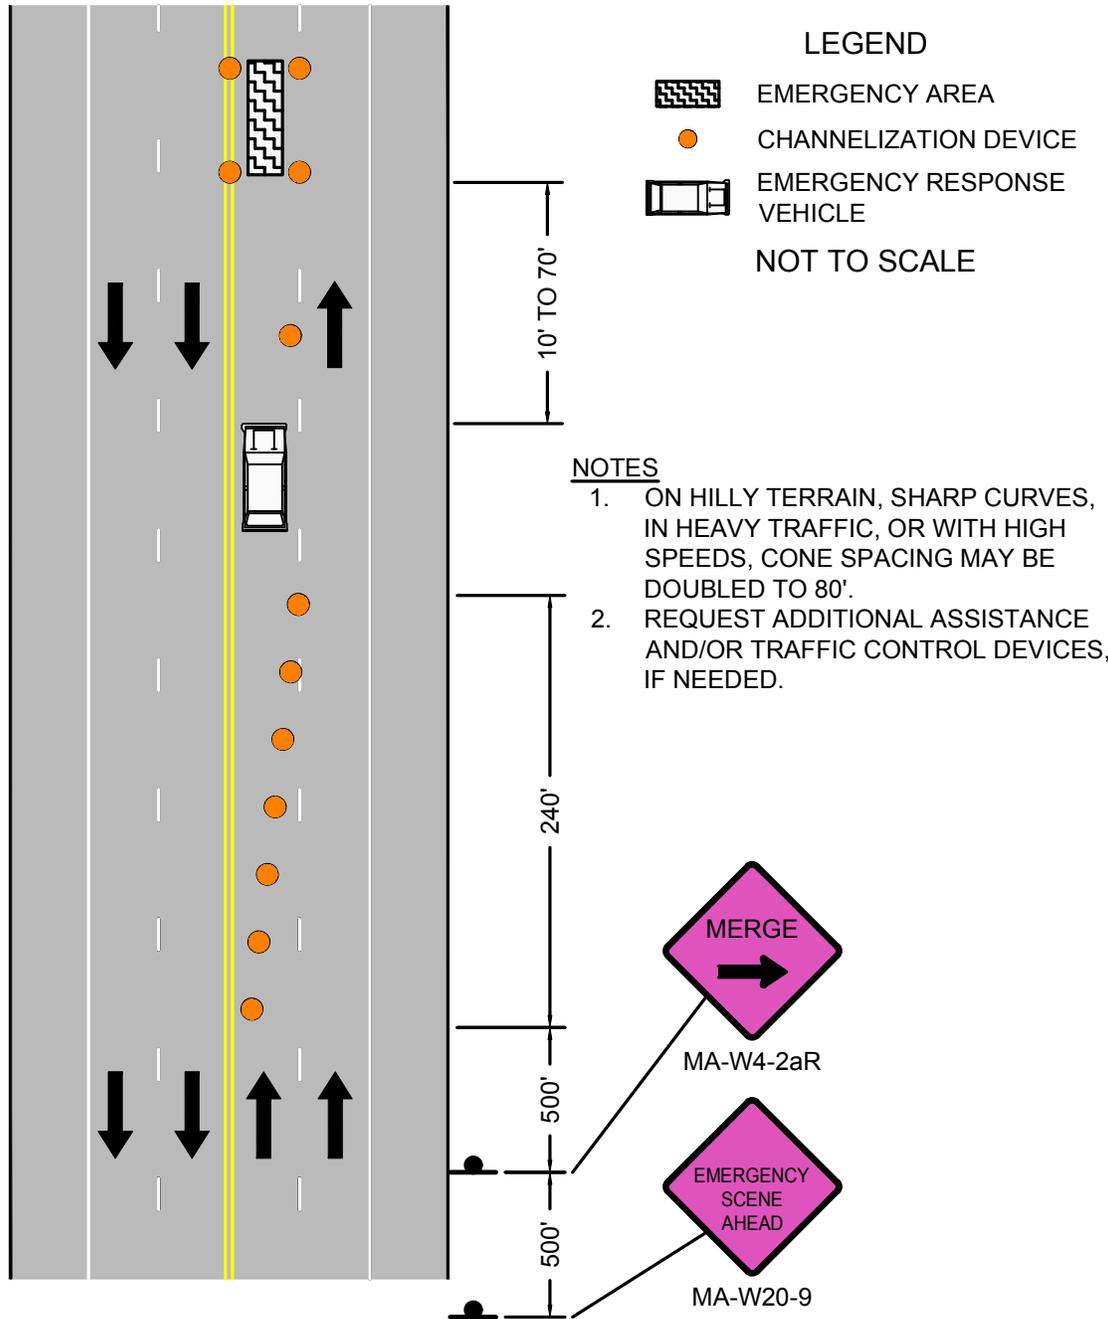 LEGEND
EMERGENCY AREA
CHANNELIZATION DEVICE
EMERGENCY RESPONSE
VEHICLE
NOT TO SCALE
10' TO 70'
NOTES
1. ON HILLY TERRAIN, SHARP CURVES,
IN HEAVY TRAFFIC, OR WITH HIGH
SPEEDS, CONE SPACING MAY BE
DOUBLED TO 80'.
2. REQUEST ADDITIONAL ASSISTANCE
AND/OR TRAFFIC CONTROL DEVICES,
IF NEEDED.
240'
MERGE
MA-W4-2aR
500'
EMERGENCY
SCENE
AHEAD
500'
MA-W20-9